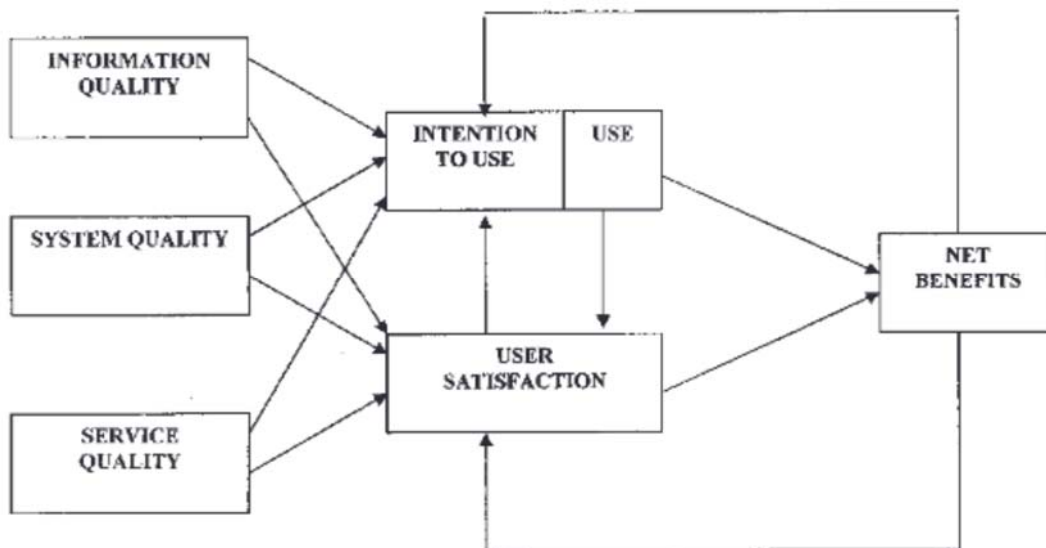 INFORMATION
QUALITY
INTENTION
TO USE
USE
SYSTEM QUALITY
NET
BENEFITS
USER
SATISFACTION
SERVICE
QUALITY